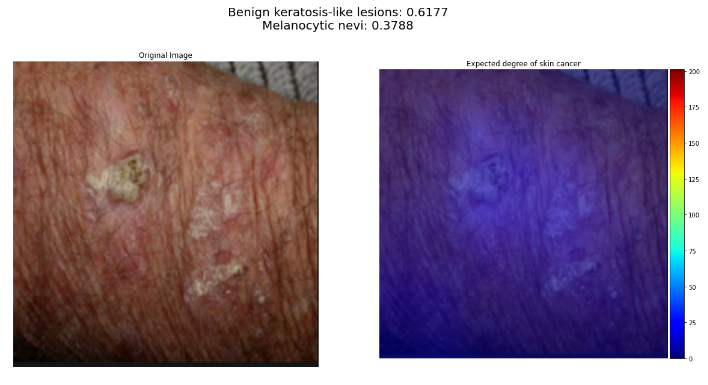 Benign keratosis-like lesions: 0.6177
Melanocytic nevi: 0.3788
Original Image
Expected degree of skin cancer
200
175
150
125
100
75
50
25
0